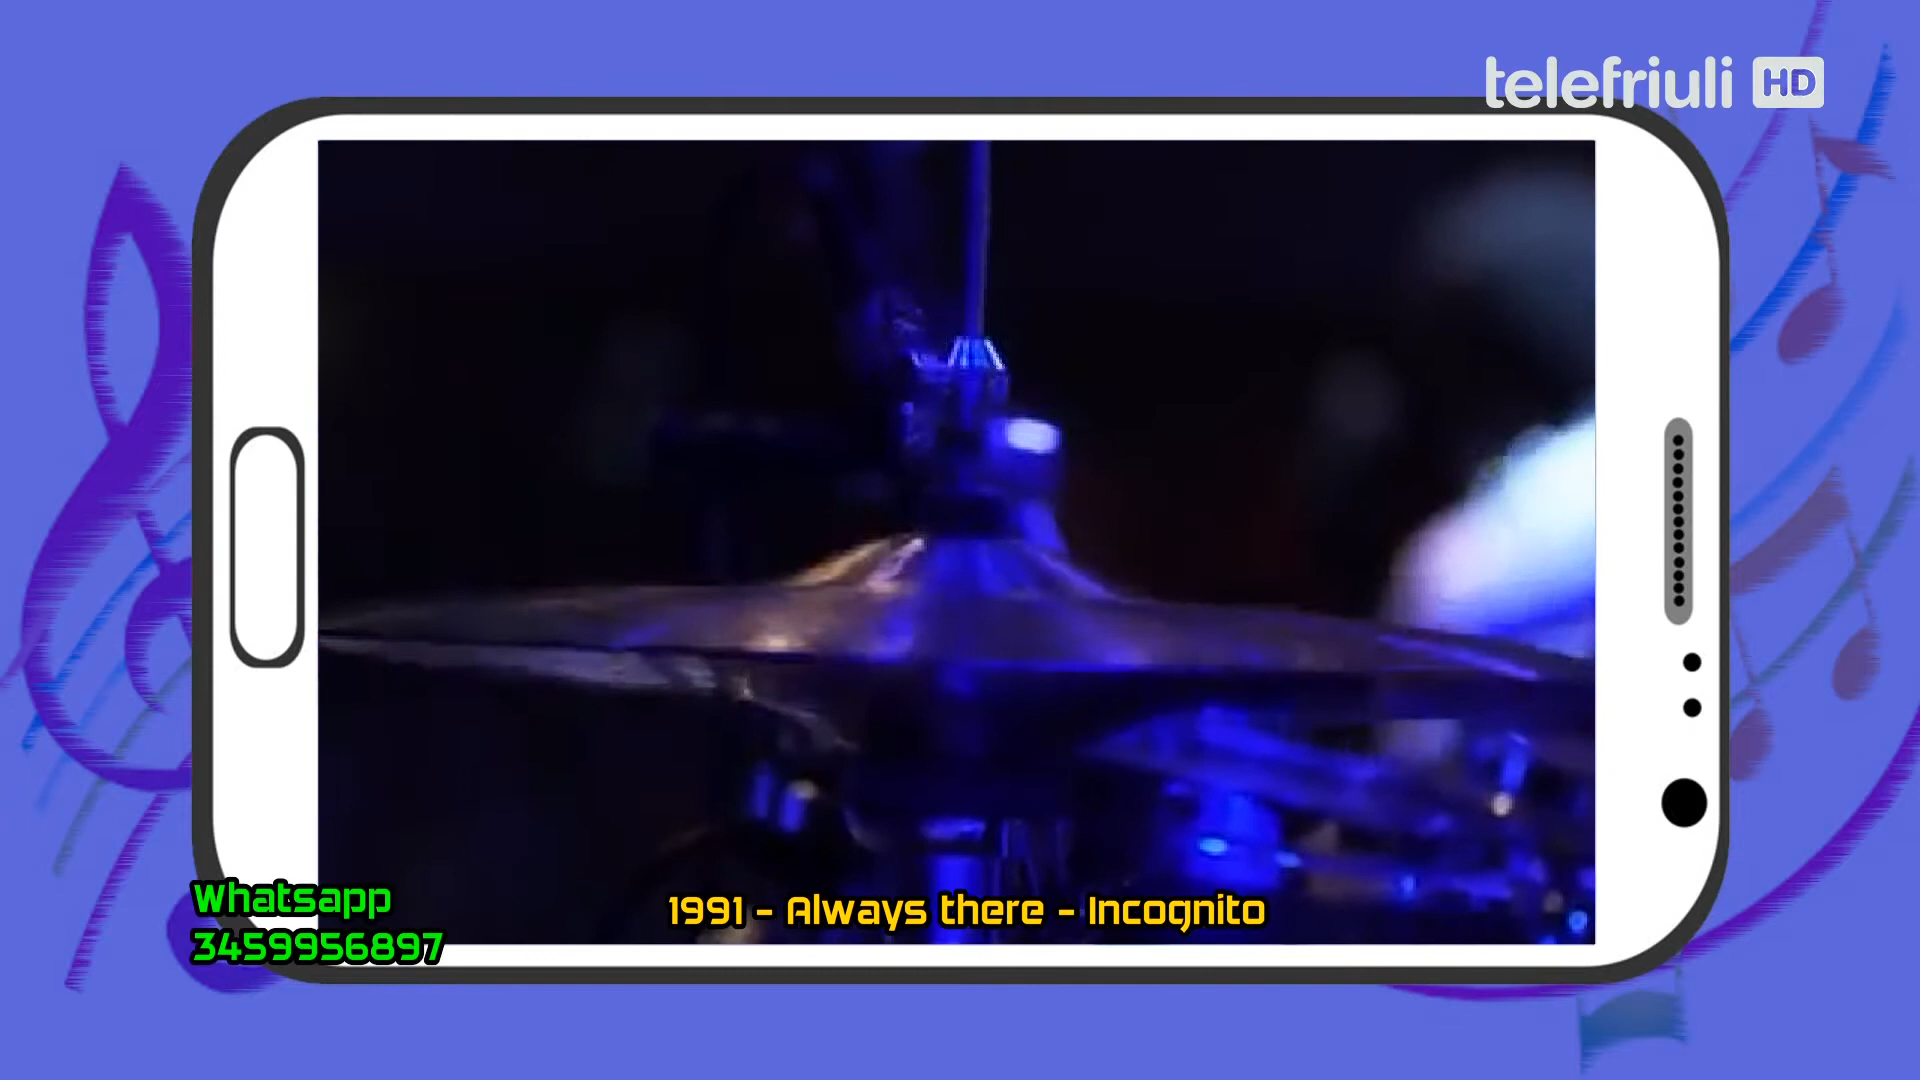 telefriuli HD
Whatsapp
3459956897
1991 - Always there - Incognito